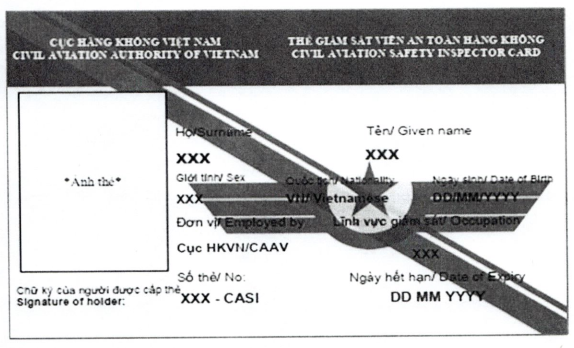 CỤC HÀNG KHÔNG VIỆT NAM
CIVIL AVIATION AUTHORITY OF VIETNAM
THẺ GIÁM SÁT VIÊN AN TOÀN HÀNG KHÔNG
CIVIL AVIATION SAFETY INSPECTOR CARD
*Ảnh thẻ*
Họ/Surname
Tên/ Given name
XXX
XXX
Giới tính/ Sex
Quốc tịch/ Nationality
Ngày sinh/ Date of Birth
XXX
VN/ Vietnamese
DD/MM/YYYY
Đơn vị/ Employed by
Lĩnh vực giám sát/ Occupation
Cục HKVN/CAAV
XXX
Số thẻ/ No:
Ngày hết hạn/ Date of Expiry
XXX - CASI
DD MM YYYY
Chữ ký của người được cấp thẻ
Signature of holder: